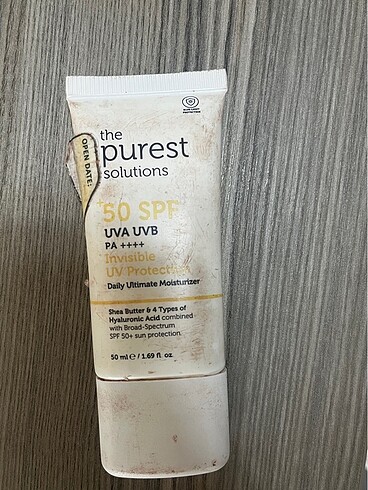 the
purest
solutions
OPEN DATE:
50 SPF
UVA UVB
PA ++++
Invisible
UV Protection
Daily Ultimate Moisturizer
Shea Butter & 4 Types of
Hyaluronic Acid combined
with Broad-Spectrum
SPF 50+ sun protection.
50 ml ℮ / 1.69 fl. oz.